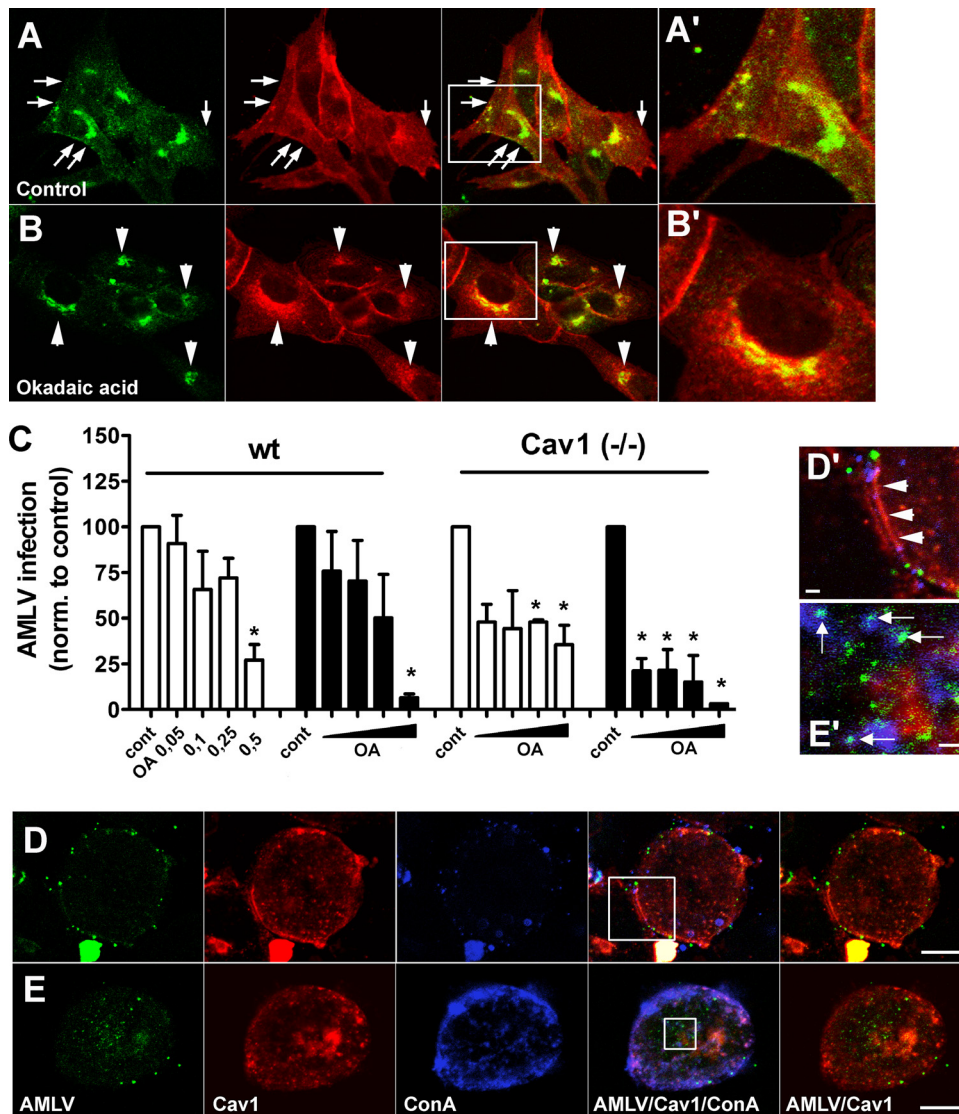 A
A'
Control
B
B'
Okadaic acid
C
wt
Cav1 (-/-)
AMLV infection
(norm. to control)
150
125
100
75
50
25
0
*
*
*
*
*
*
*
*
cont
OA 0,05
0,1
0,25
0,5
cont
OA
cont
OA
cont
OA
D'
E'
D
E
AMLV
Cav1
ConA
AMLV/Cav1/ConA
AMLV/Cav1